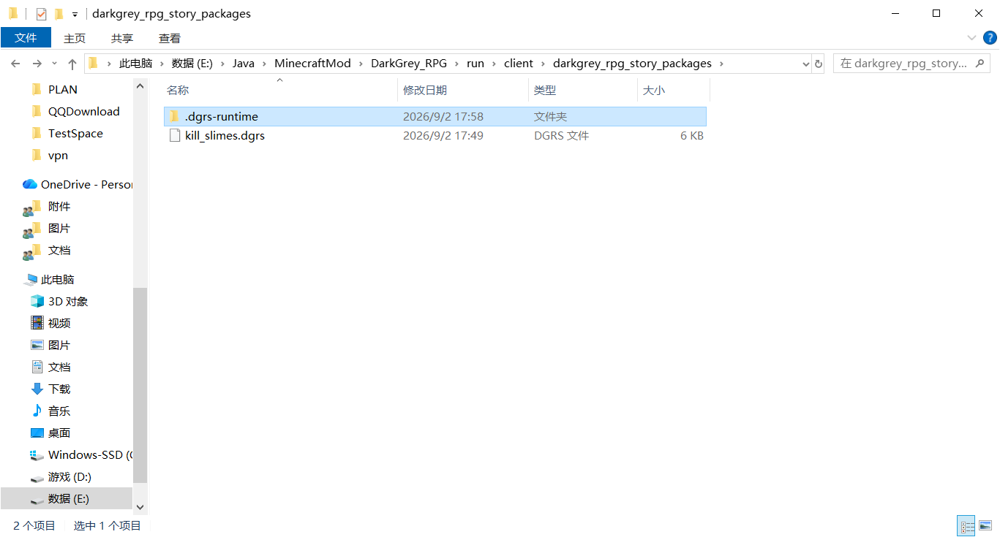 darkgrey_rpg_story_packages
文件 主页 共享 查看
此电脑 数据 (E:) Java MinecraftMod DarkGrey_RPG run client darkgrey_rpg_story_packages 在 darkgrey_rpg_story...
名称 修改日期 类型 大小
.dgrs-runtime 2026/9/2 17:58 文件夹
kill_slimes.dgrs 2026/9/2 17:49 DGRS 文件 6 KB
PLAN
QQDownload
TestSpace
vpn
OneDrive - Person
附件
图片
文档
此电脑
3D 对象
视频
图片
文档
下载
音乐
桌面
Windows-SSD (C
游戏 (D:)
数据 (E:)
2 个项目 选中 1 个项目